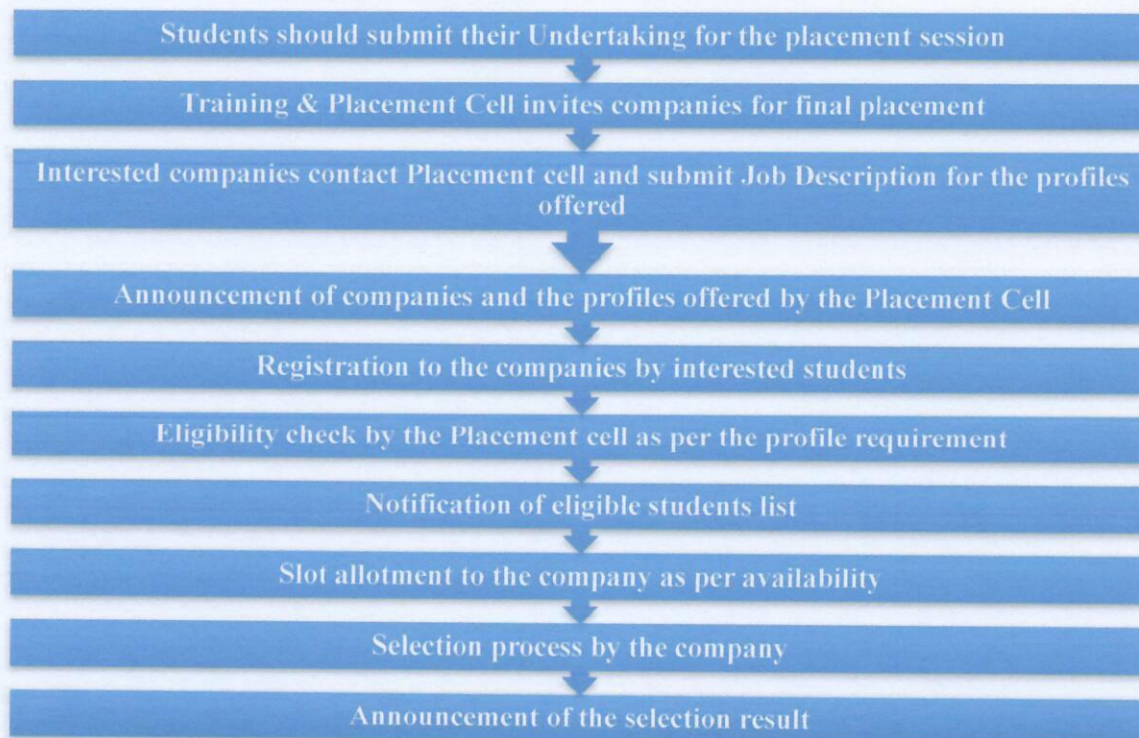 Students should submit their Undertaking for the placement session
Training & Placement Cell invites companies for final placement
Interested companies contact Placement cell and submit Job Description for the profiles
offered
Announcement of companies and the profiles offered by the Placement Cell
Registration to the companies by interested students
Eligibility check by the Placement cell as per the profile requirement
Notification of eligible students list
Slot allotment to the company as per availability
Selection process by the company
Announcement of the selection result